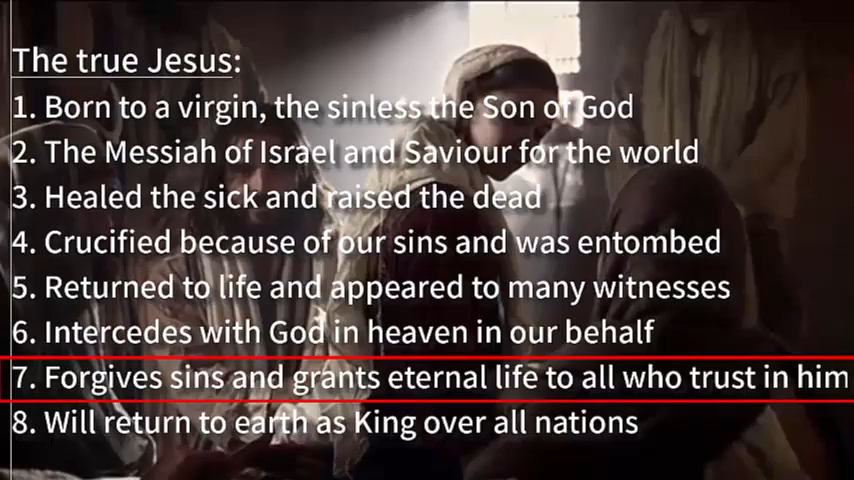 The true Jesus:
1. Born to a virgin, the sinless the Son of God
2. The Messiah of Israel and Saviour for the world
3. Healed the sick and raised the dead
4. Crucified because of our sins and was entombed
5. Returned to life and appeared to many witnesses
6. Intercedes with God in heaven in our behalf
7. Forgives sins and grants eternal life to all who trust in him
8. Will return to earth as King over all nations